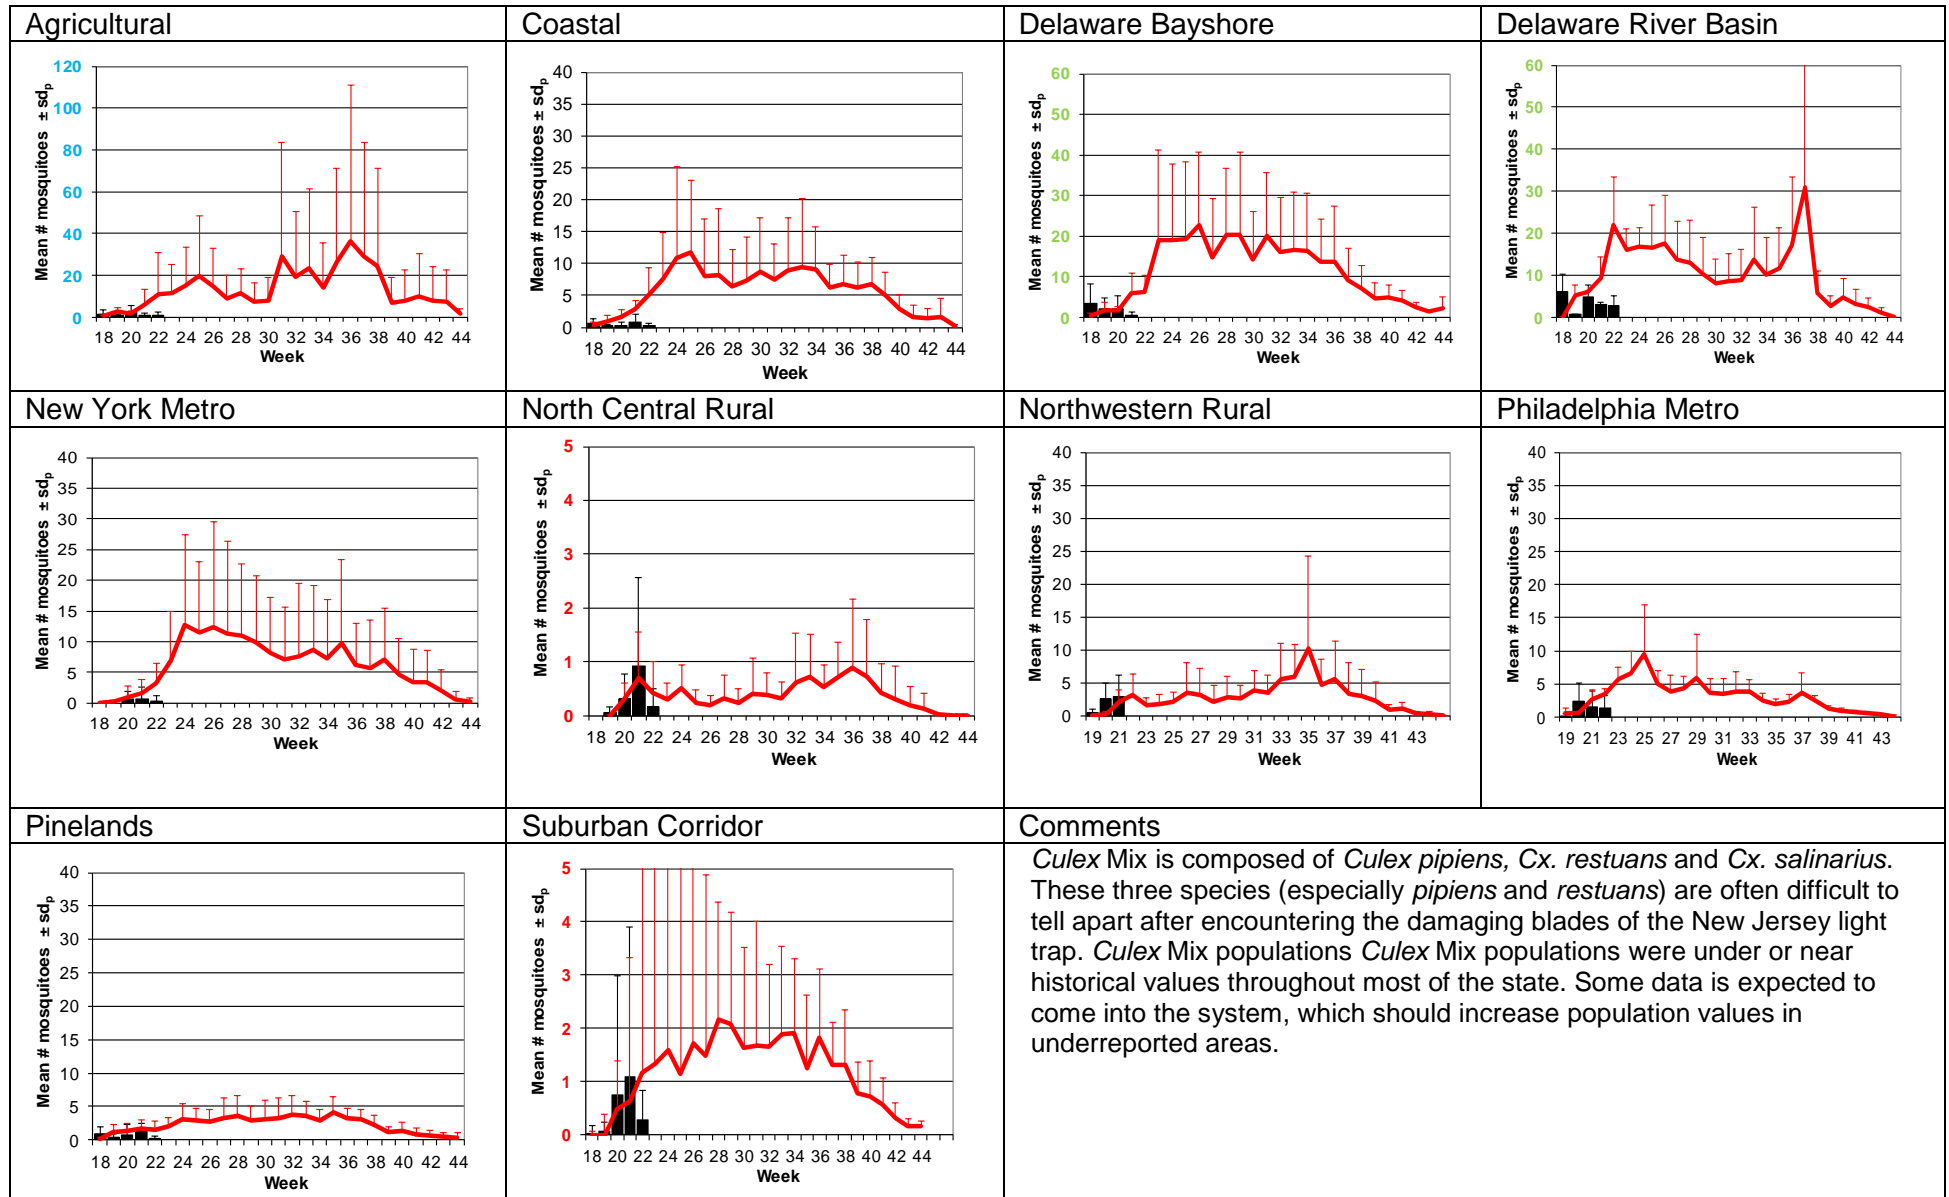 Agricultural
Mean # mosquitoes ± sdp
120
100
80
60
40
20
0
18 20 22 24 26 28 30 32 34 36 38 40 42 44
Week
Coastal
Mean # mosquitoes ± sdp
40
35
30
25
20
15
10
5
0
18 20 22 24 26 28 30 32 34 36 38 40 42 44
Week
Delaware Bayshore
Mean # mosquitoes ± sdp
60
50
40
30
20
10
0
18 20 22 24 26 28 30 32 34 36 38 40 42 44
Week
Delaware River Basin
Mean # mosquitoes ± sdp
60
50
40
30
20
10
0
18 20 22 24 26 28 30 32 34 36 38 40 42 44
Week
New York Metro
Mean # mosquitoes ± sdp
40
35
30
25
20
15
10
5
0
18 20 22 24 26 28 30 32 34 36 38 40 42 44
Week
North Central Rural
Mean # mosquitoes ± sdp
5
4
3
2
1
0
18 20 22 24 26 28 30 32 34 36 38 40 42 44
Week
Northwestern Rural
Mean # mosquitoes ± sdp
40
35
30
25
20
15
10
5
0
19 21 23 25 27 29 31 33 35 37 39 41 43
Week
Philadelphia Metro
Mean # mosquitoes ± sdp
40
35
30
25
20
15
10
5
0
19 21 23 25 27 29 31 33 35 37 39 41 43
Week
Pinelands
Mean # mosquitoes ± sdp
40
35
30
25
20
15
10
5
0
18 20 22 24 26 28 30 32 34 36 38 40 42 44
Week
Suburban Corridor
Mean # mosquitoes ± sdp
5
4
3
2
1
0
18 20 22 24 26 28 30 32 34 36 38 40 42 44
Week
Comments
Culex Mix is composed of Culex pipiens, Cx. restuans and Cx. salinarius.
These three species (especially pipiens and restuans) are often difficult to
tell apart after encountering the damaging blades of the New Jersey light
trap. Culex Mix populations Culex Mix populations were under or near
historical values throughout most of the state. Some data is expected to
come into the system, which should increase population values in
underreported areas.